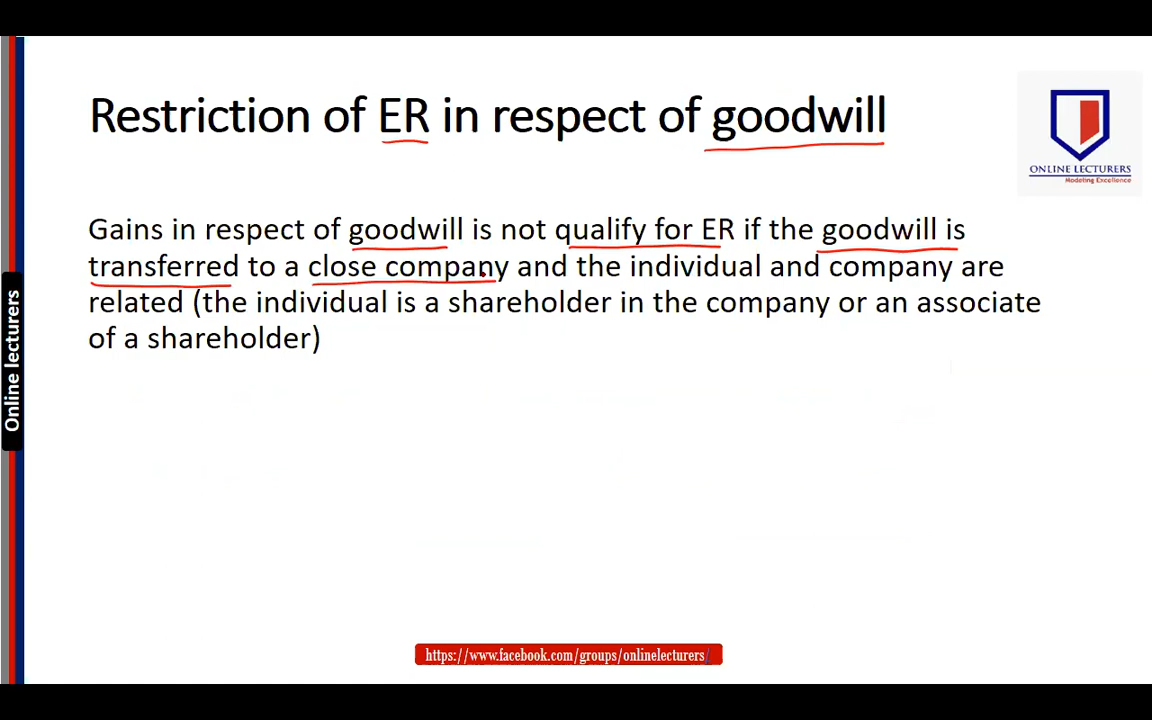 Restriction of ER in respect of goodwill
ONLINE LECTURERS
Modeling Excellence
Gains in respect of goodwill is not qualify for ER if the goodwill is
transferred to a close company and the individual and company are
related (the individual is a shareholder in the company or an associate
of a shareholder)
Online lecturers
https://www.facebook.com/groups/onlinelecturers/